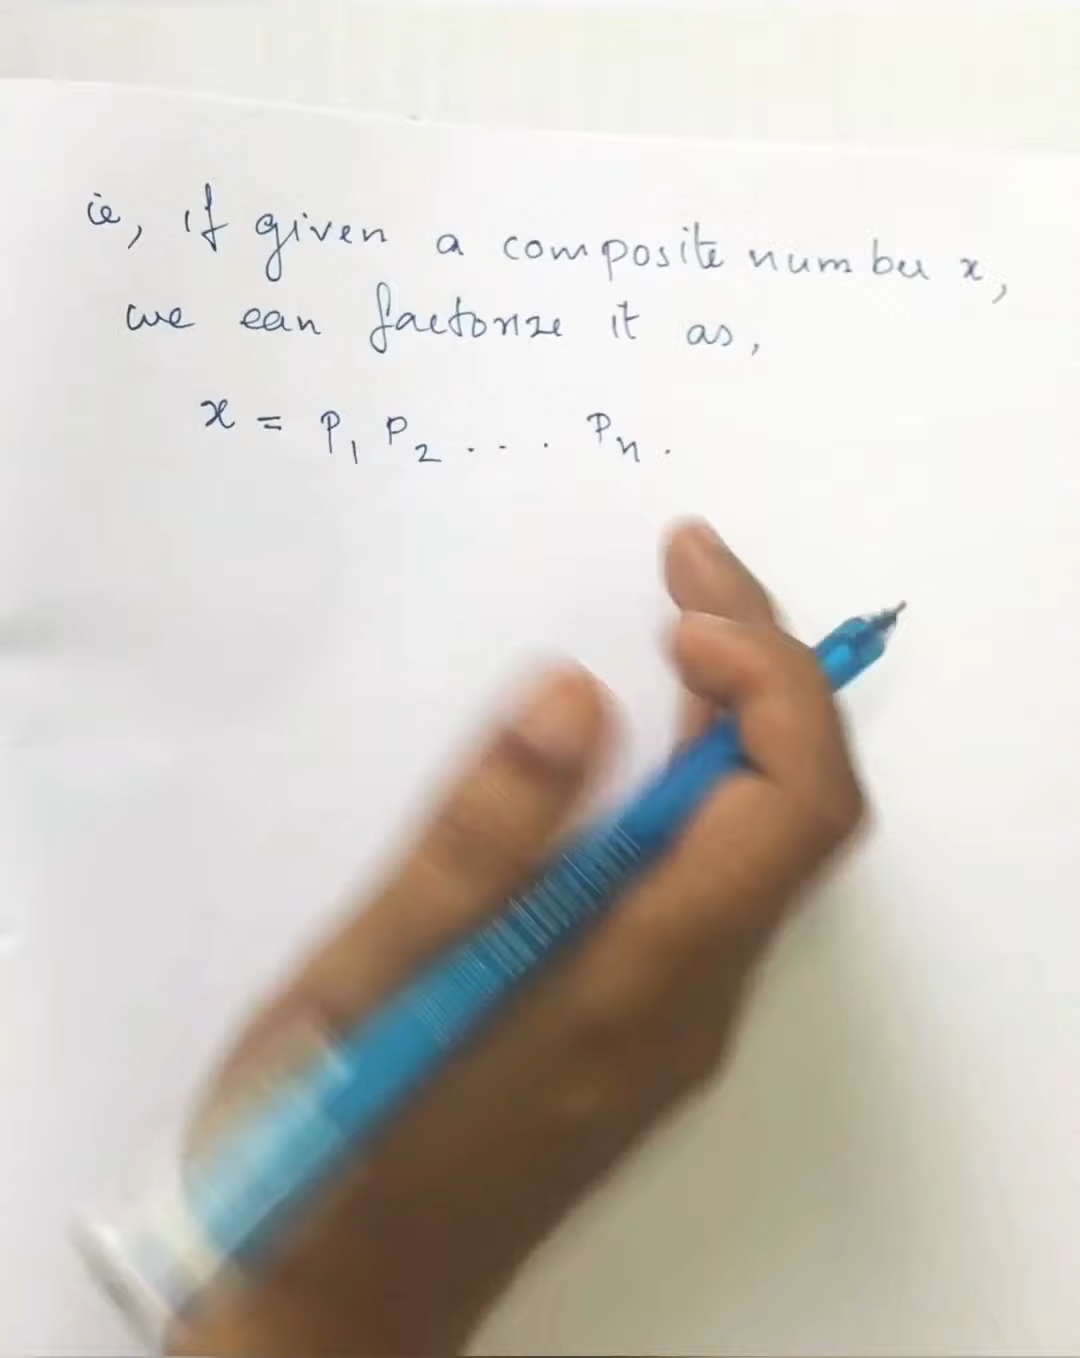 ie, if given a composite number x,
we can factorize it as,
x = P₁ P₂ . . . Pₙ .